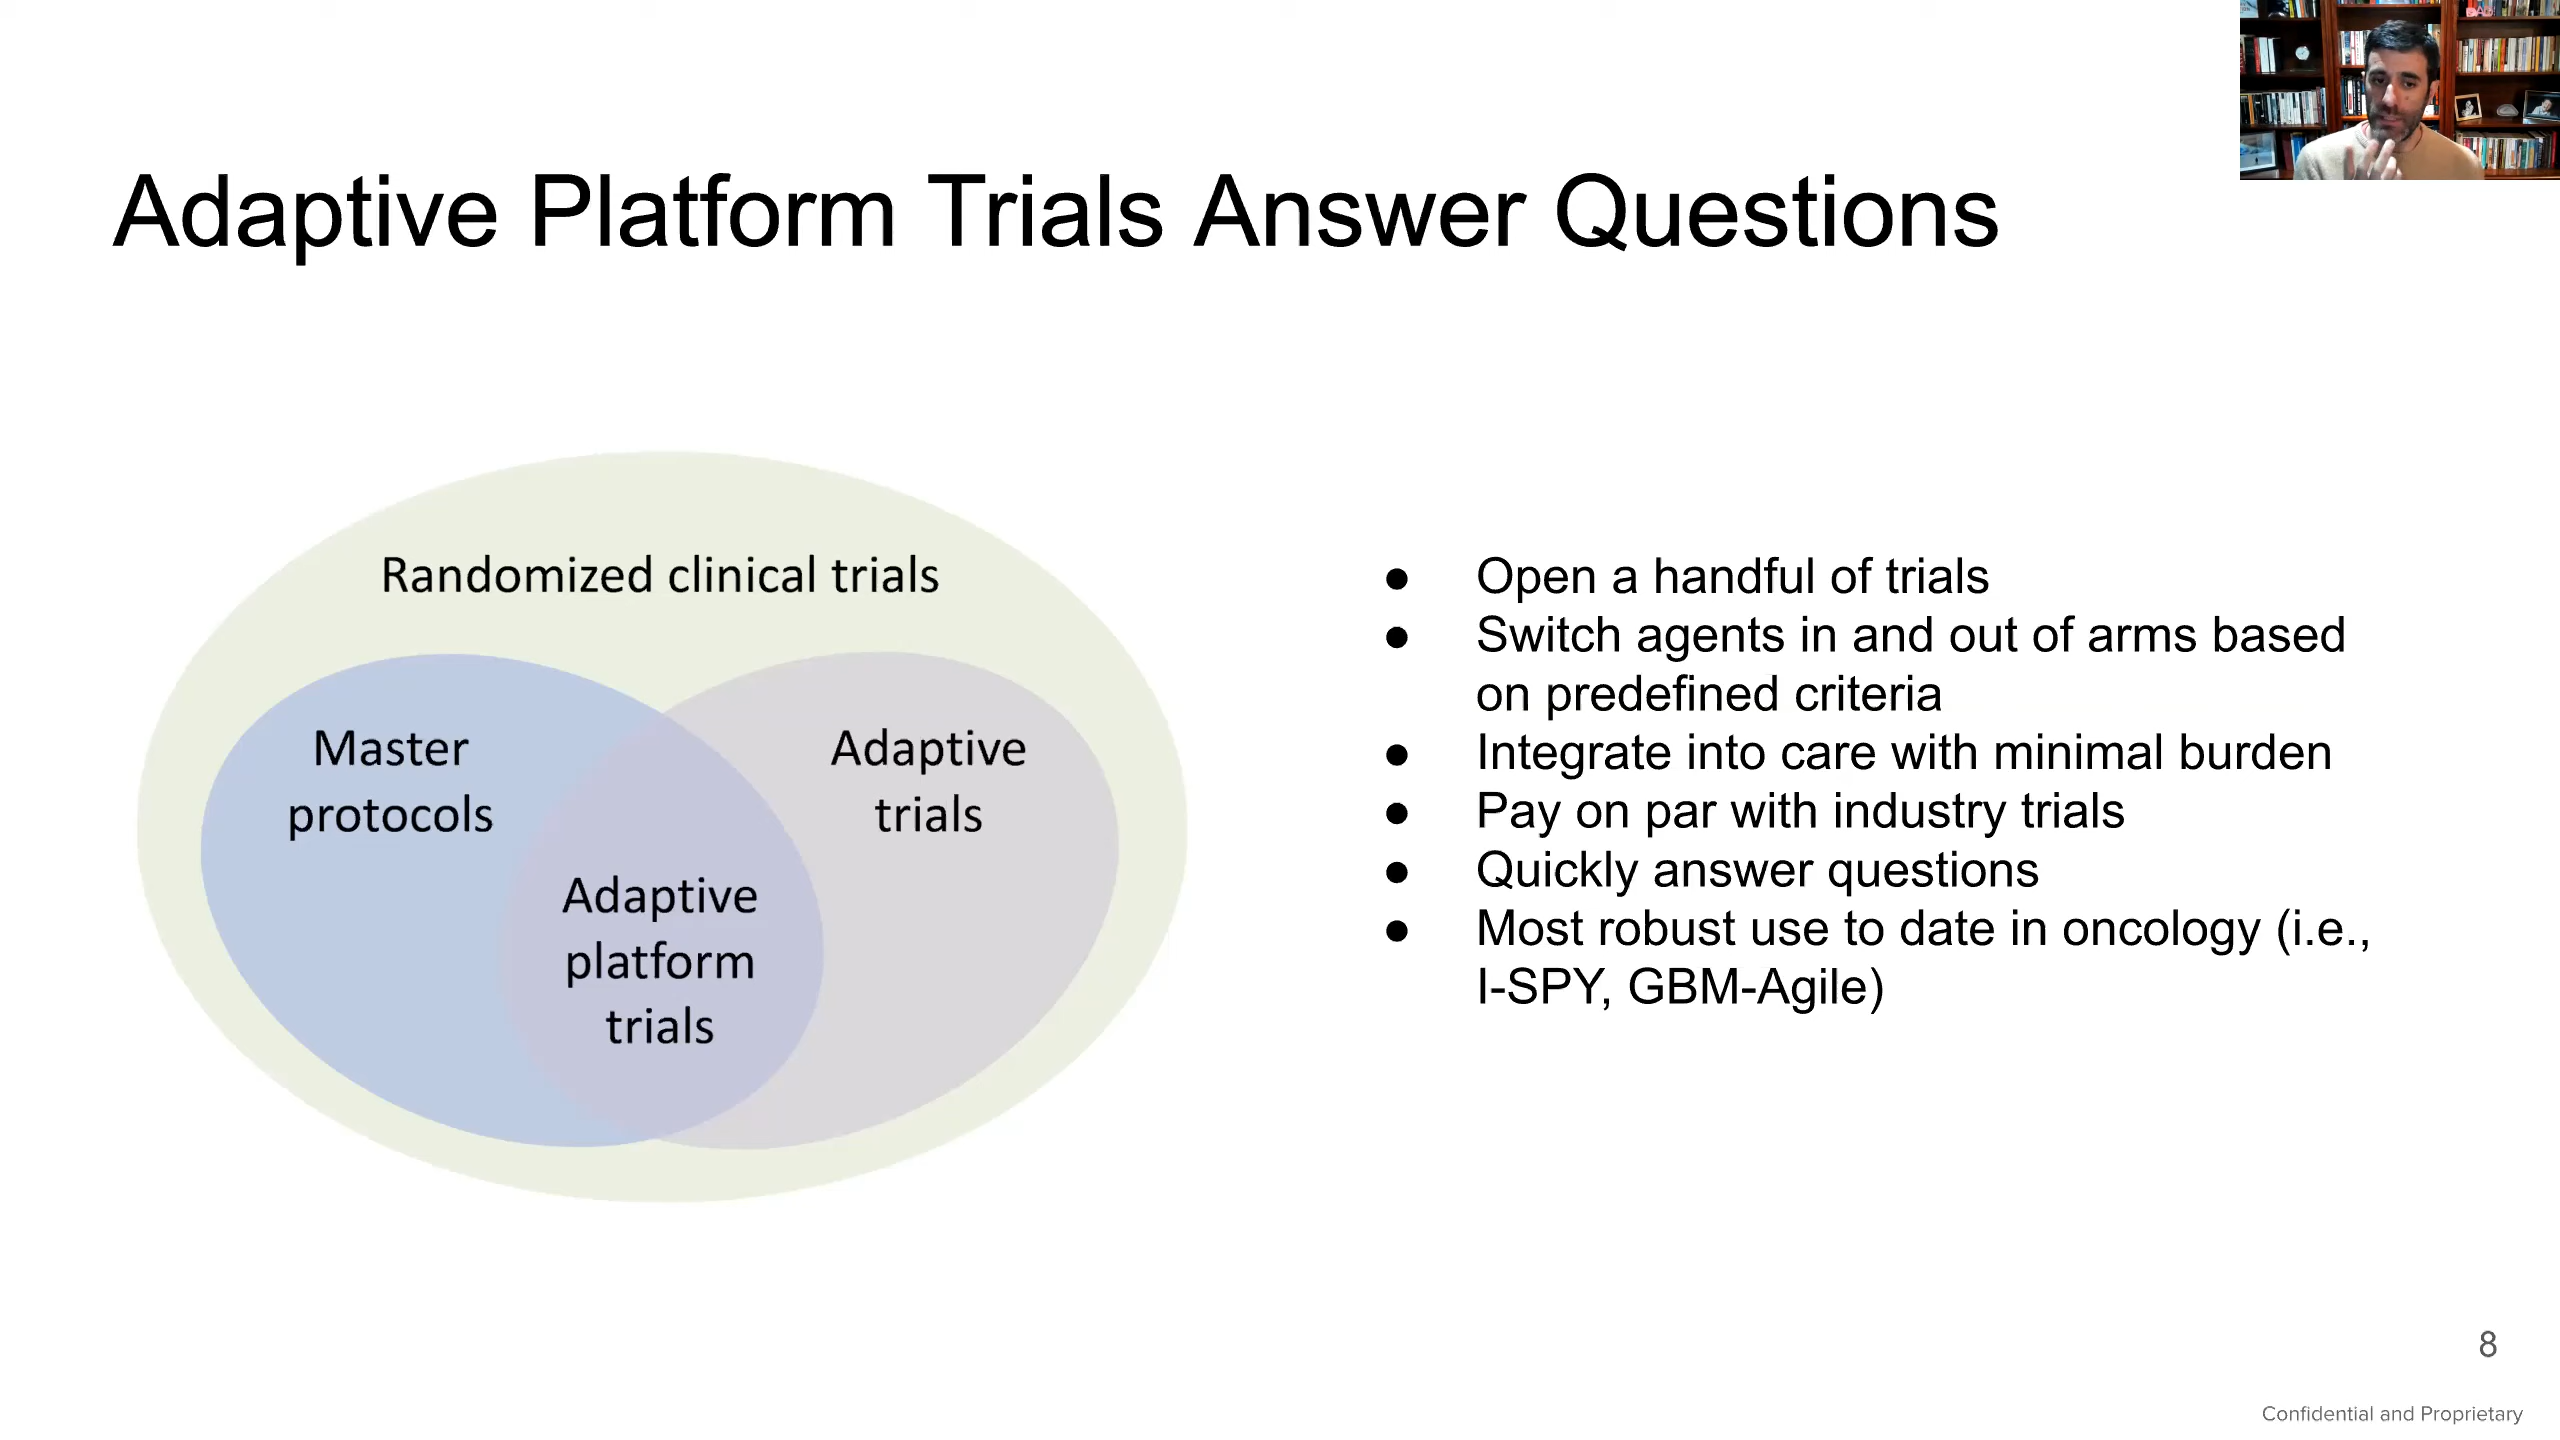 Adaptive Platform Trials Answer Questions
Randomized clinical trials
Master
protocols
Adaptive
trials
Adaptive
platform
trials
● Open a handful of trials
● Switch agents in and out of arms based
on predefined criteria
● Integrate into care with minimal burden
● Pay on par with industry trials
● Quickly answer questions
● Most robust use to date in oncology (i.e.,
I-SPY, GBM-Agile)
8
Confidential and Proprietary